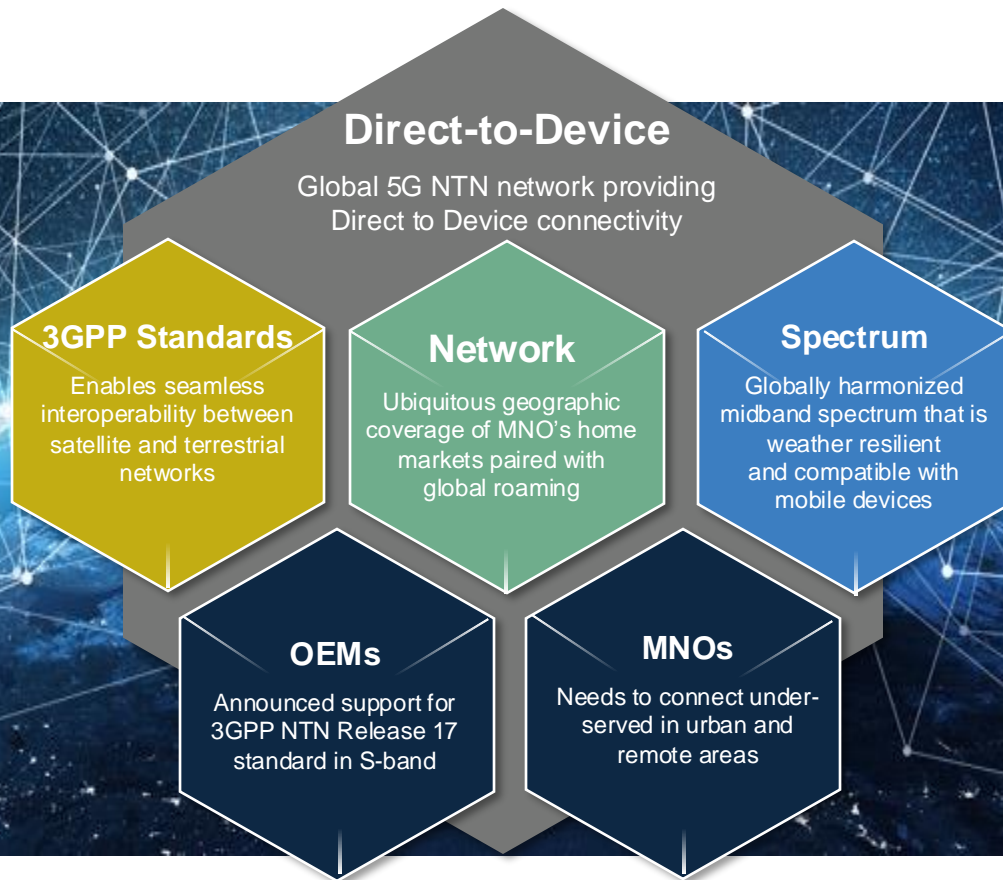 Direct-to-Device
Global 5G NTN network providing
Direct to Device connectivity
3GPP Standards
Enables seamless
interoperability between
satellite and terrestrial
networks
Network
Ubiquitous geographic
coverage of MNO's home
markets paired with
global roaming
Spectrum
Globally harmonized
midband spectrum that is
weather resilient
and compatible with
mobile devices
OEMs
Announced support for
3GPP NTN Release 17
standard in S-band
MNOs
Needs to connect under-
served in urban and
remote areas